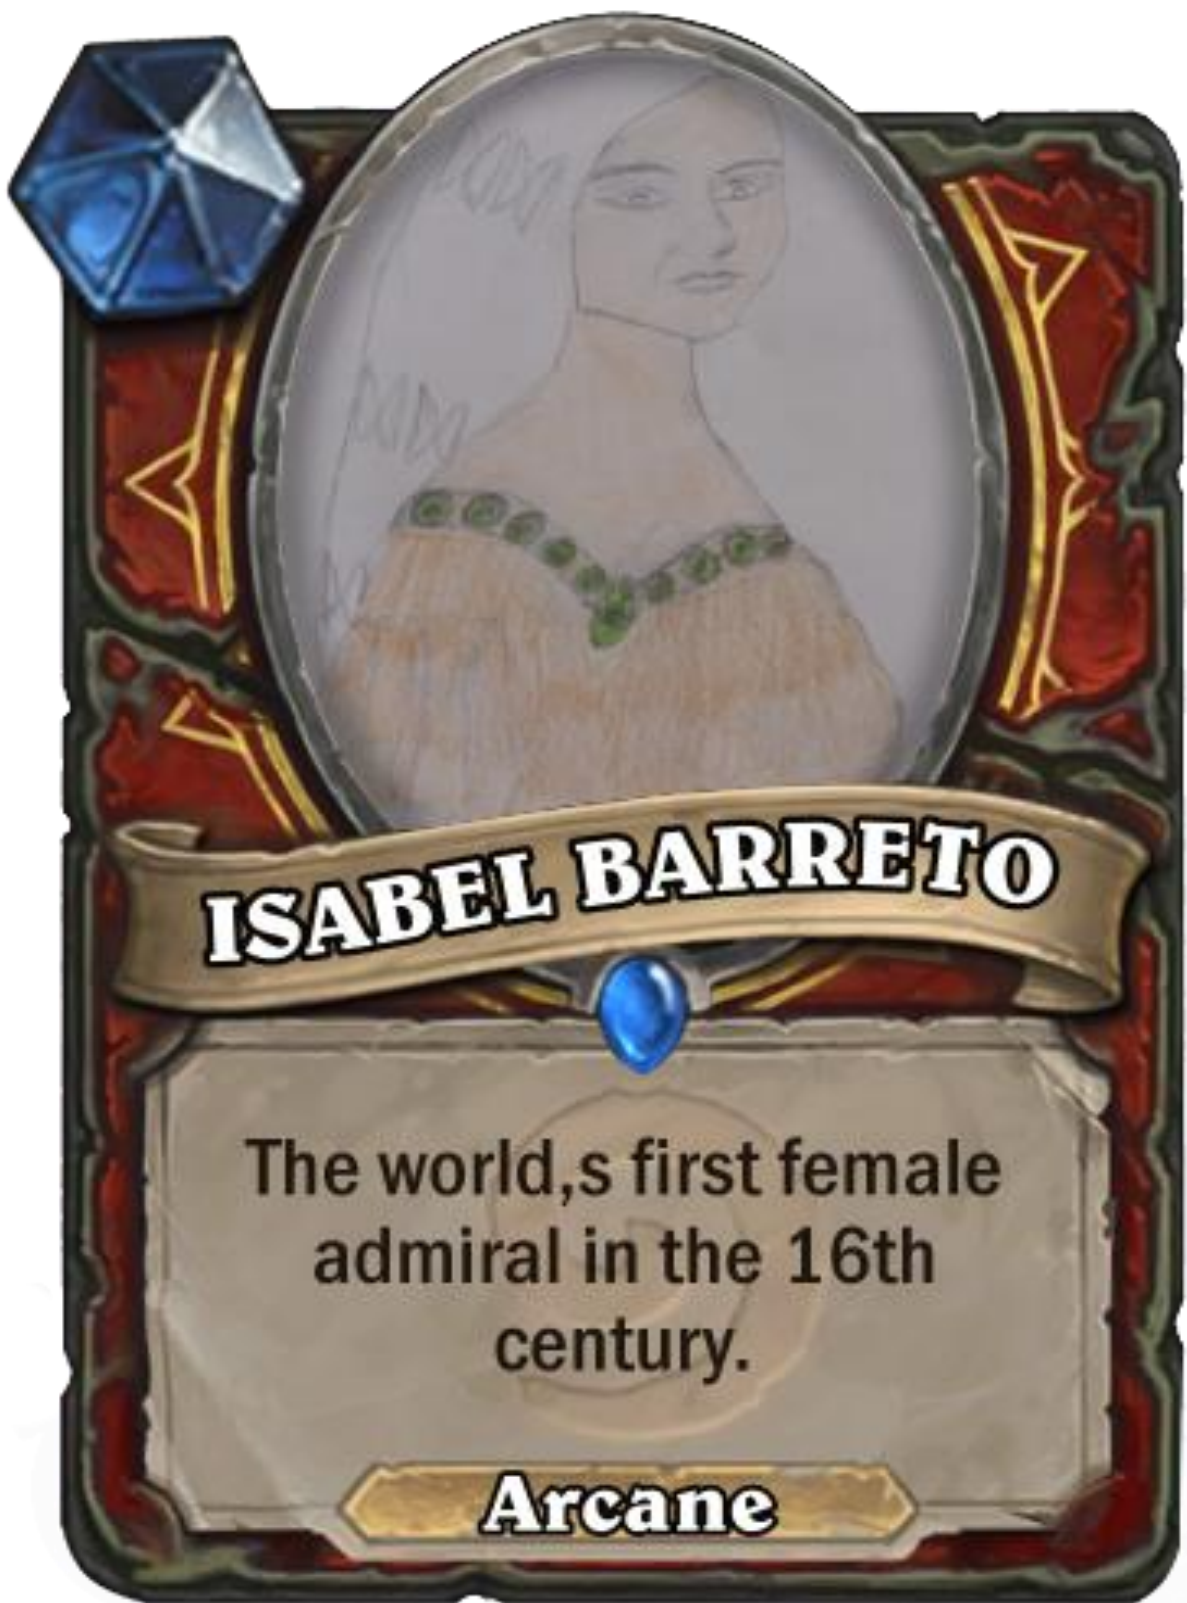 ISABEL BARRETO
The world,s first female
admiral in the 16th
century.
Arcane